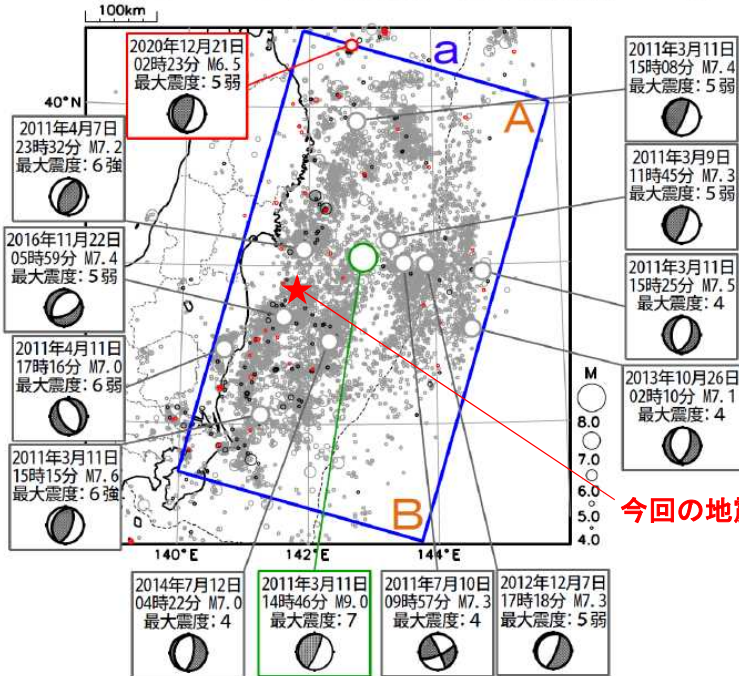 100km
2020年12月21日
02時23分 M6.5
最大震度：5弱
a
2011年3月11日
15時08分 M7.4
最大震度：5弱
40°N
A
2011年4月7日
23時32分 M7.2
最大震度：6強
2011年3月9日
11時45分 M7.3
最大震度：5弱
2016年11月22日
05時59分 M7.4
最大震度：5弱
2011年3月11日
15時25分 M7.5
最大震度：4
2011年4月11日
17時16分 M7.0
最大震度：6弱
2013年10月26日
02時10分 M7.1
最大震度：4
M
8.0
7.0
6.0
5.0
4.0
2011年3月11日
15時15分 M7.6
最大震度：6強
今回の地
B
140°E
142°E
144°E
2014年7月12日
04時22分 M7.0
最大震度：4
2011年3月11日
14時46分 M9.0
最大震度：7
2011年7月10日
09時57分 M7.3
最大震度：4
2012年12月7日
17時18分 M7.3
最大震度：5弱